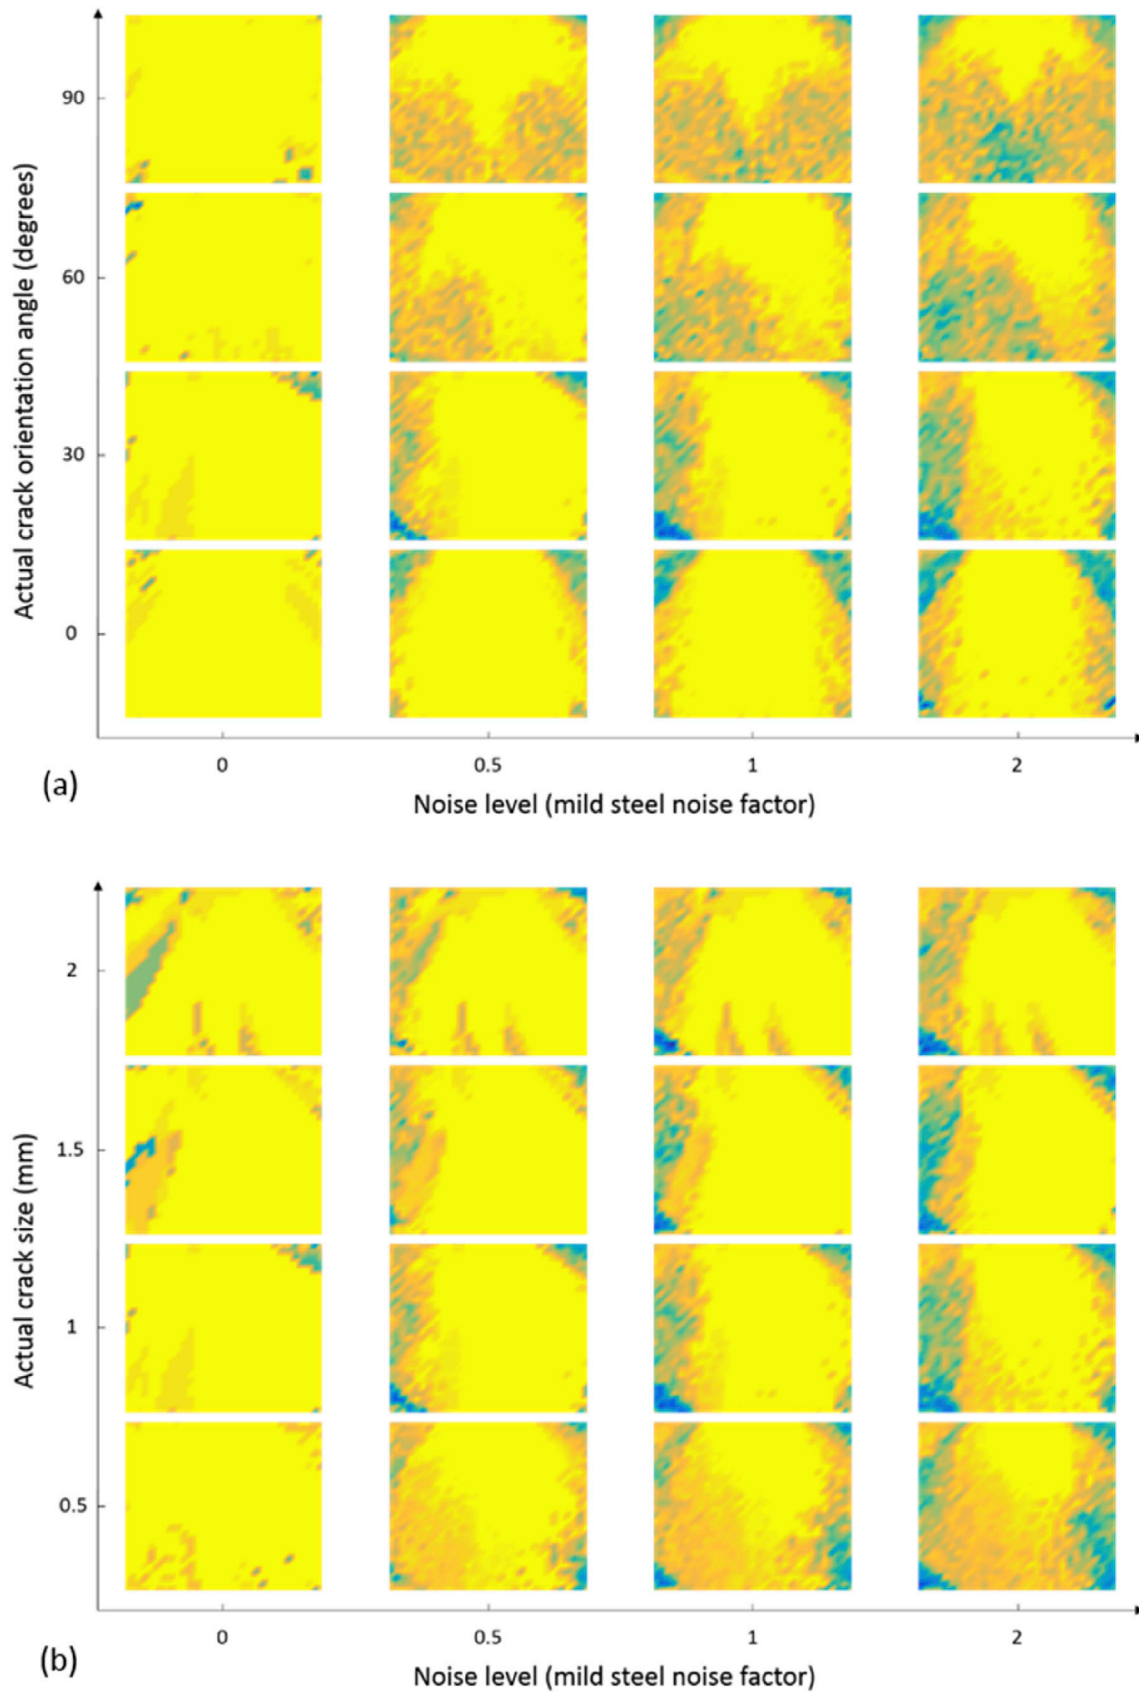 Actual crack orientation angle (degrees)
90
60
30
0
0 0.5 1 2
(a)
Noise level (mild steel noise factor)
Actual crack size (mm)
2
1.5
1
0.5
0 0.5 1 2
(b)
Noise level (mild steel noise factor)